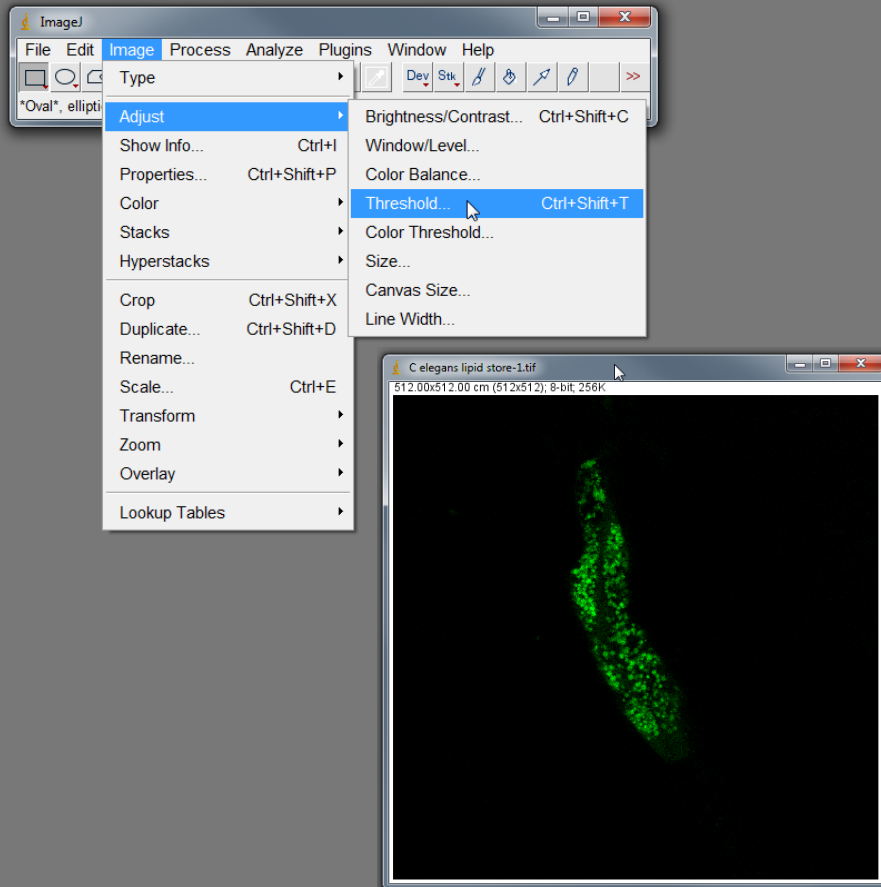 ImageJ
File Edit Image Process Analyze Plugins Window Help
Dev Stk >>
*Oval*, ellipti
Type
Adjust
Show Info... Ctrl+I
Properties... Ctrl+Shift+P
Color
Stacks
Hyperstacks
Crop Ctrl+Shift+X
Duplicate... Ctrl+Shift+D
Rename...
Scale... Ctrl+E
Transform
Zoom
Overlay
Lookup Tables
Brightness/Contrast... Ctrl+Shift+C
Window/Level...
Color Balance...
Threshold... Ctrl+Shift+T
Color Threshold...
Size...
Canvas Size...
Line Width...
C elegans lipid store-1.tif
512.00x512.00 cm (512x512); 8-bit; 256K